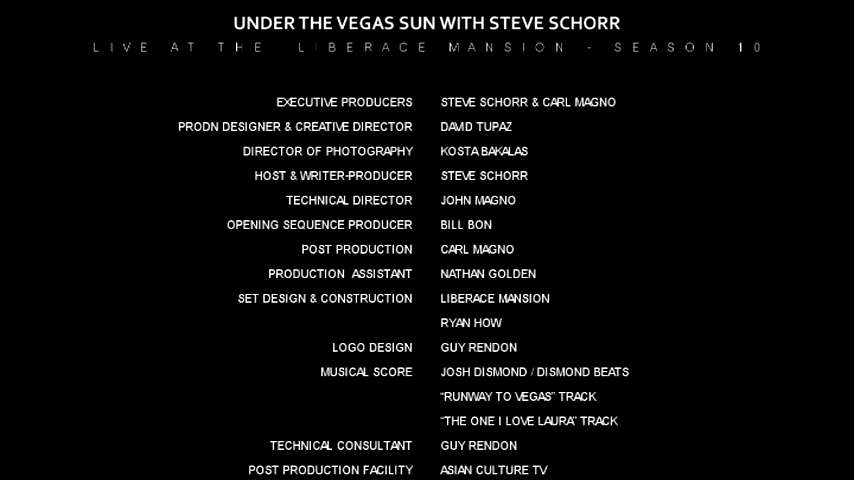 UNDER THE VEGAS SUN WITH STEVE SCHORR
LIVE AT THE LIBERACE MANSION - SEASON 10
EXECUTIVE PRODUCERS STEVE SCHORR & CARL MAGNO
PRODN DESIGNER & CREATIVE DIRECTOR DAVID TUPAZ
DIRECTOR OF PHOTOGRAPHY KOSTA BAKALAS
HOST & WRITER-PRODUCER STEVE SCHORR
TECHNICAL DIRECTOR JOHN MAGNO
OPENING SEQUENCE PRODUCER BILL BON
POST PRODUCTION CARL MAGNO
PRODUCTION ASSISTANT NATHAN GOLDEN
SET DESIGN & CONSTRUCTION LIBERACE MANSION
RYAN HOW
LOGO DESIGN GUY RENDON
MUSICAL SCORE JOSH DISMOND / DISMOND BEATS
“RUNWAY TO VEGAS” TRACK
“THE ONE I LOVE LAURA” TRACK
TECHNICAL CONSULTANT GUY RENDON
POST PRODUCTION FACILITY ASIAN CULTURE TV